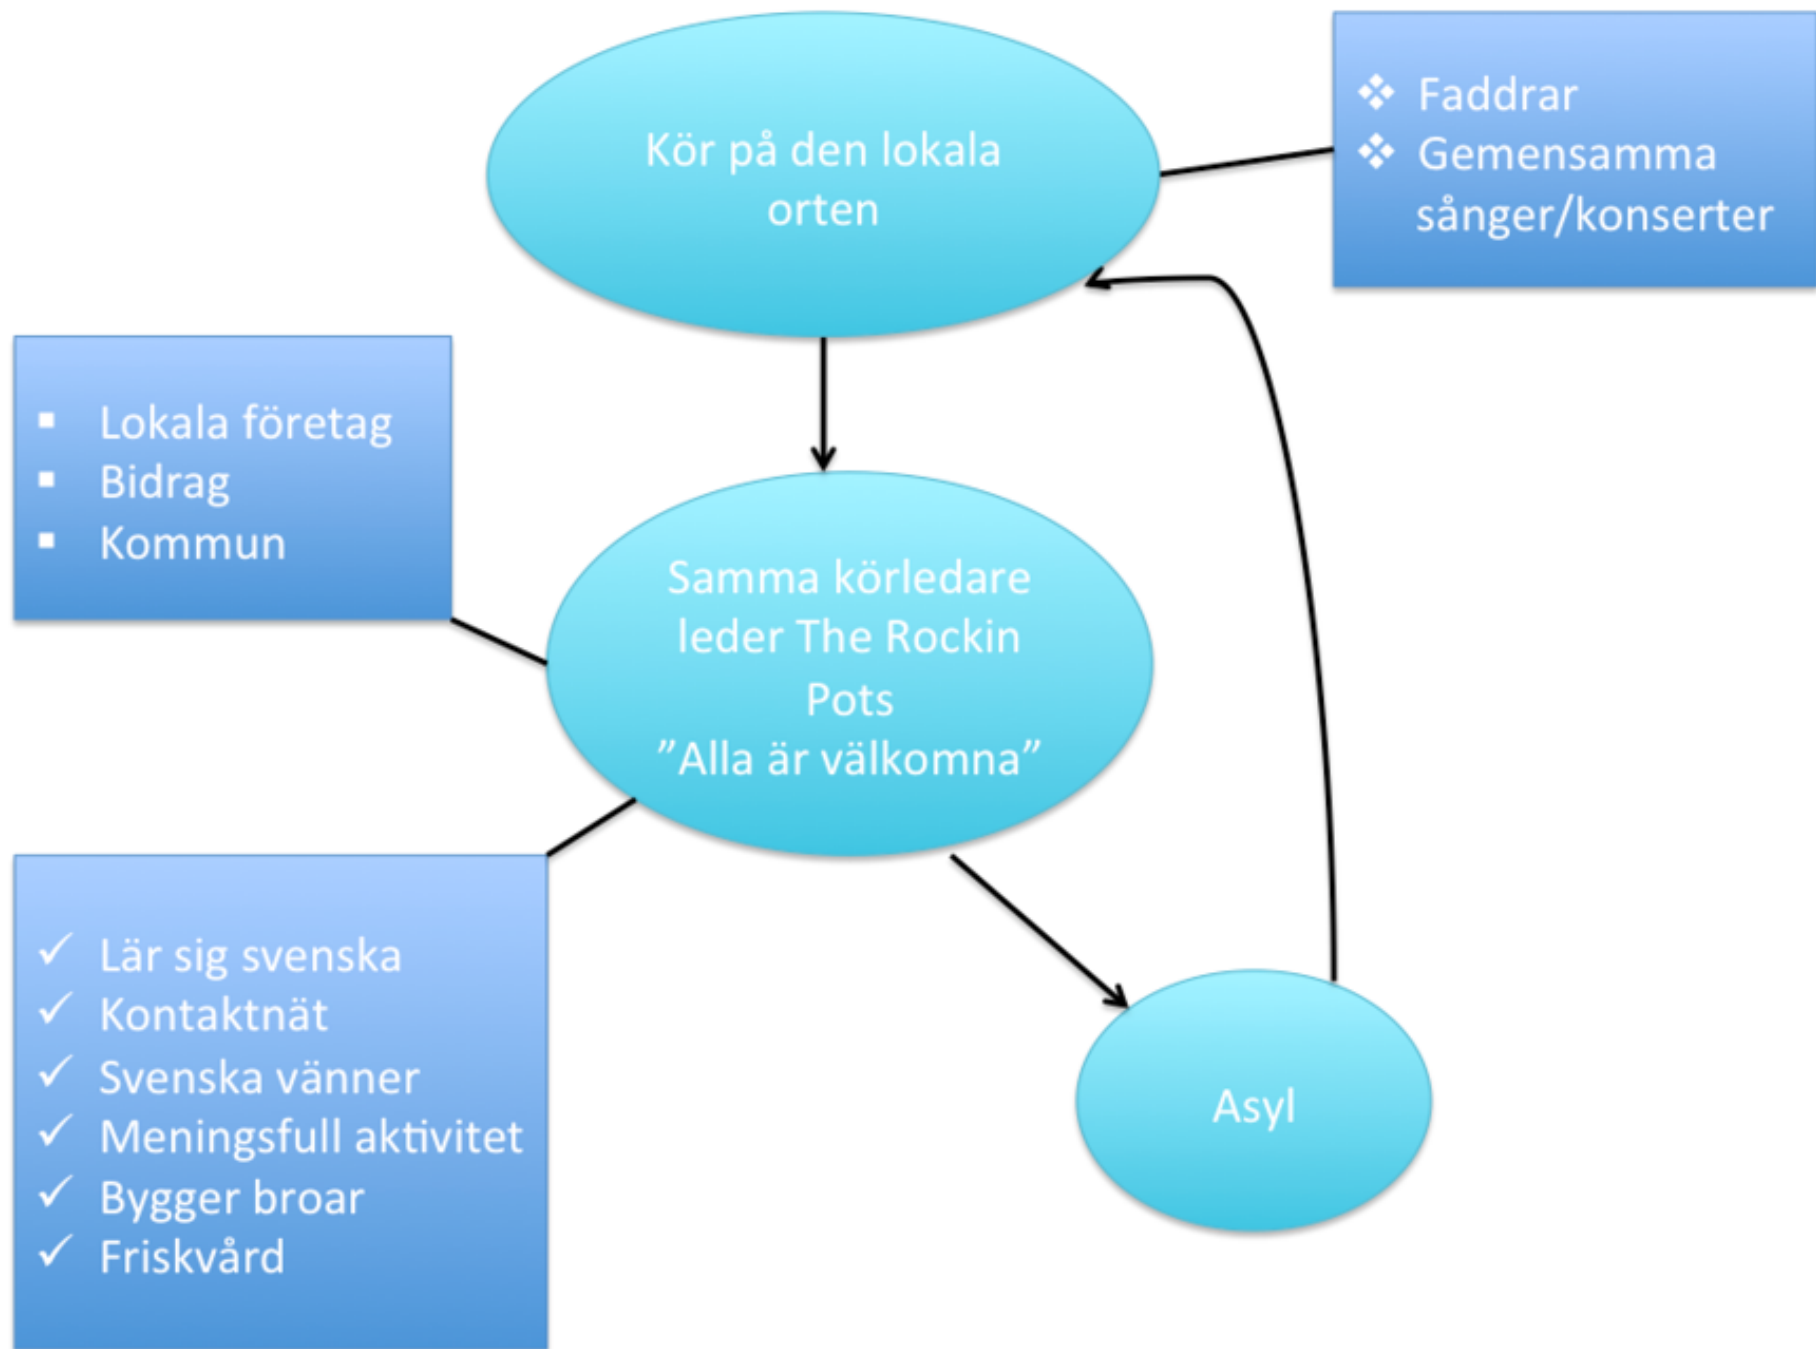 Kör på den lokala
orten
❖ Faddrar
❖ Gemensamma
sånger/konserter
▪ Lokala företag
▪ Bidrag
▪ Kommun
Samma körledare
leder The Rockin
Pots
”Alla är välkomna”
✓ Lär sig svenska
✓ Kontaktnät
✓ Svenska vänner
✓ Meningsfull aktivitet
✓ Bygger broar
✓ Friskvård
Asyl